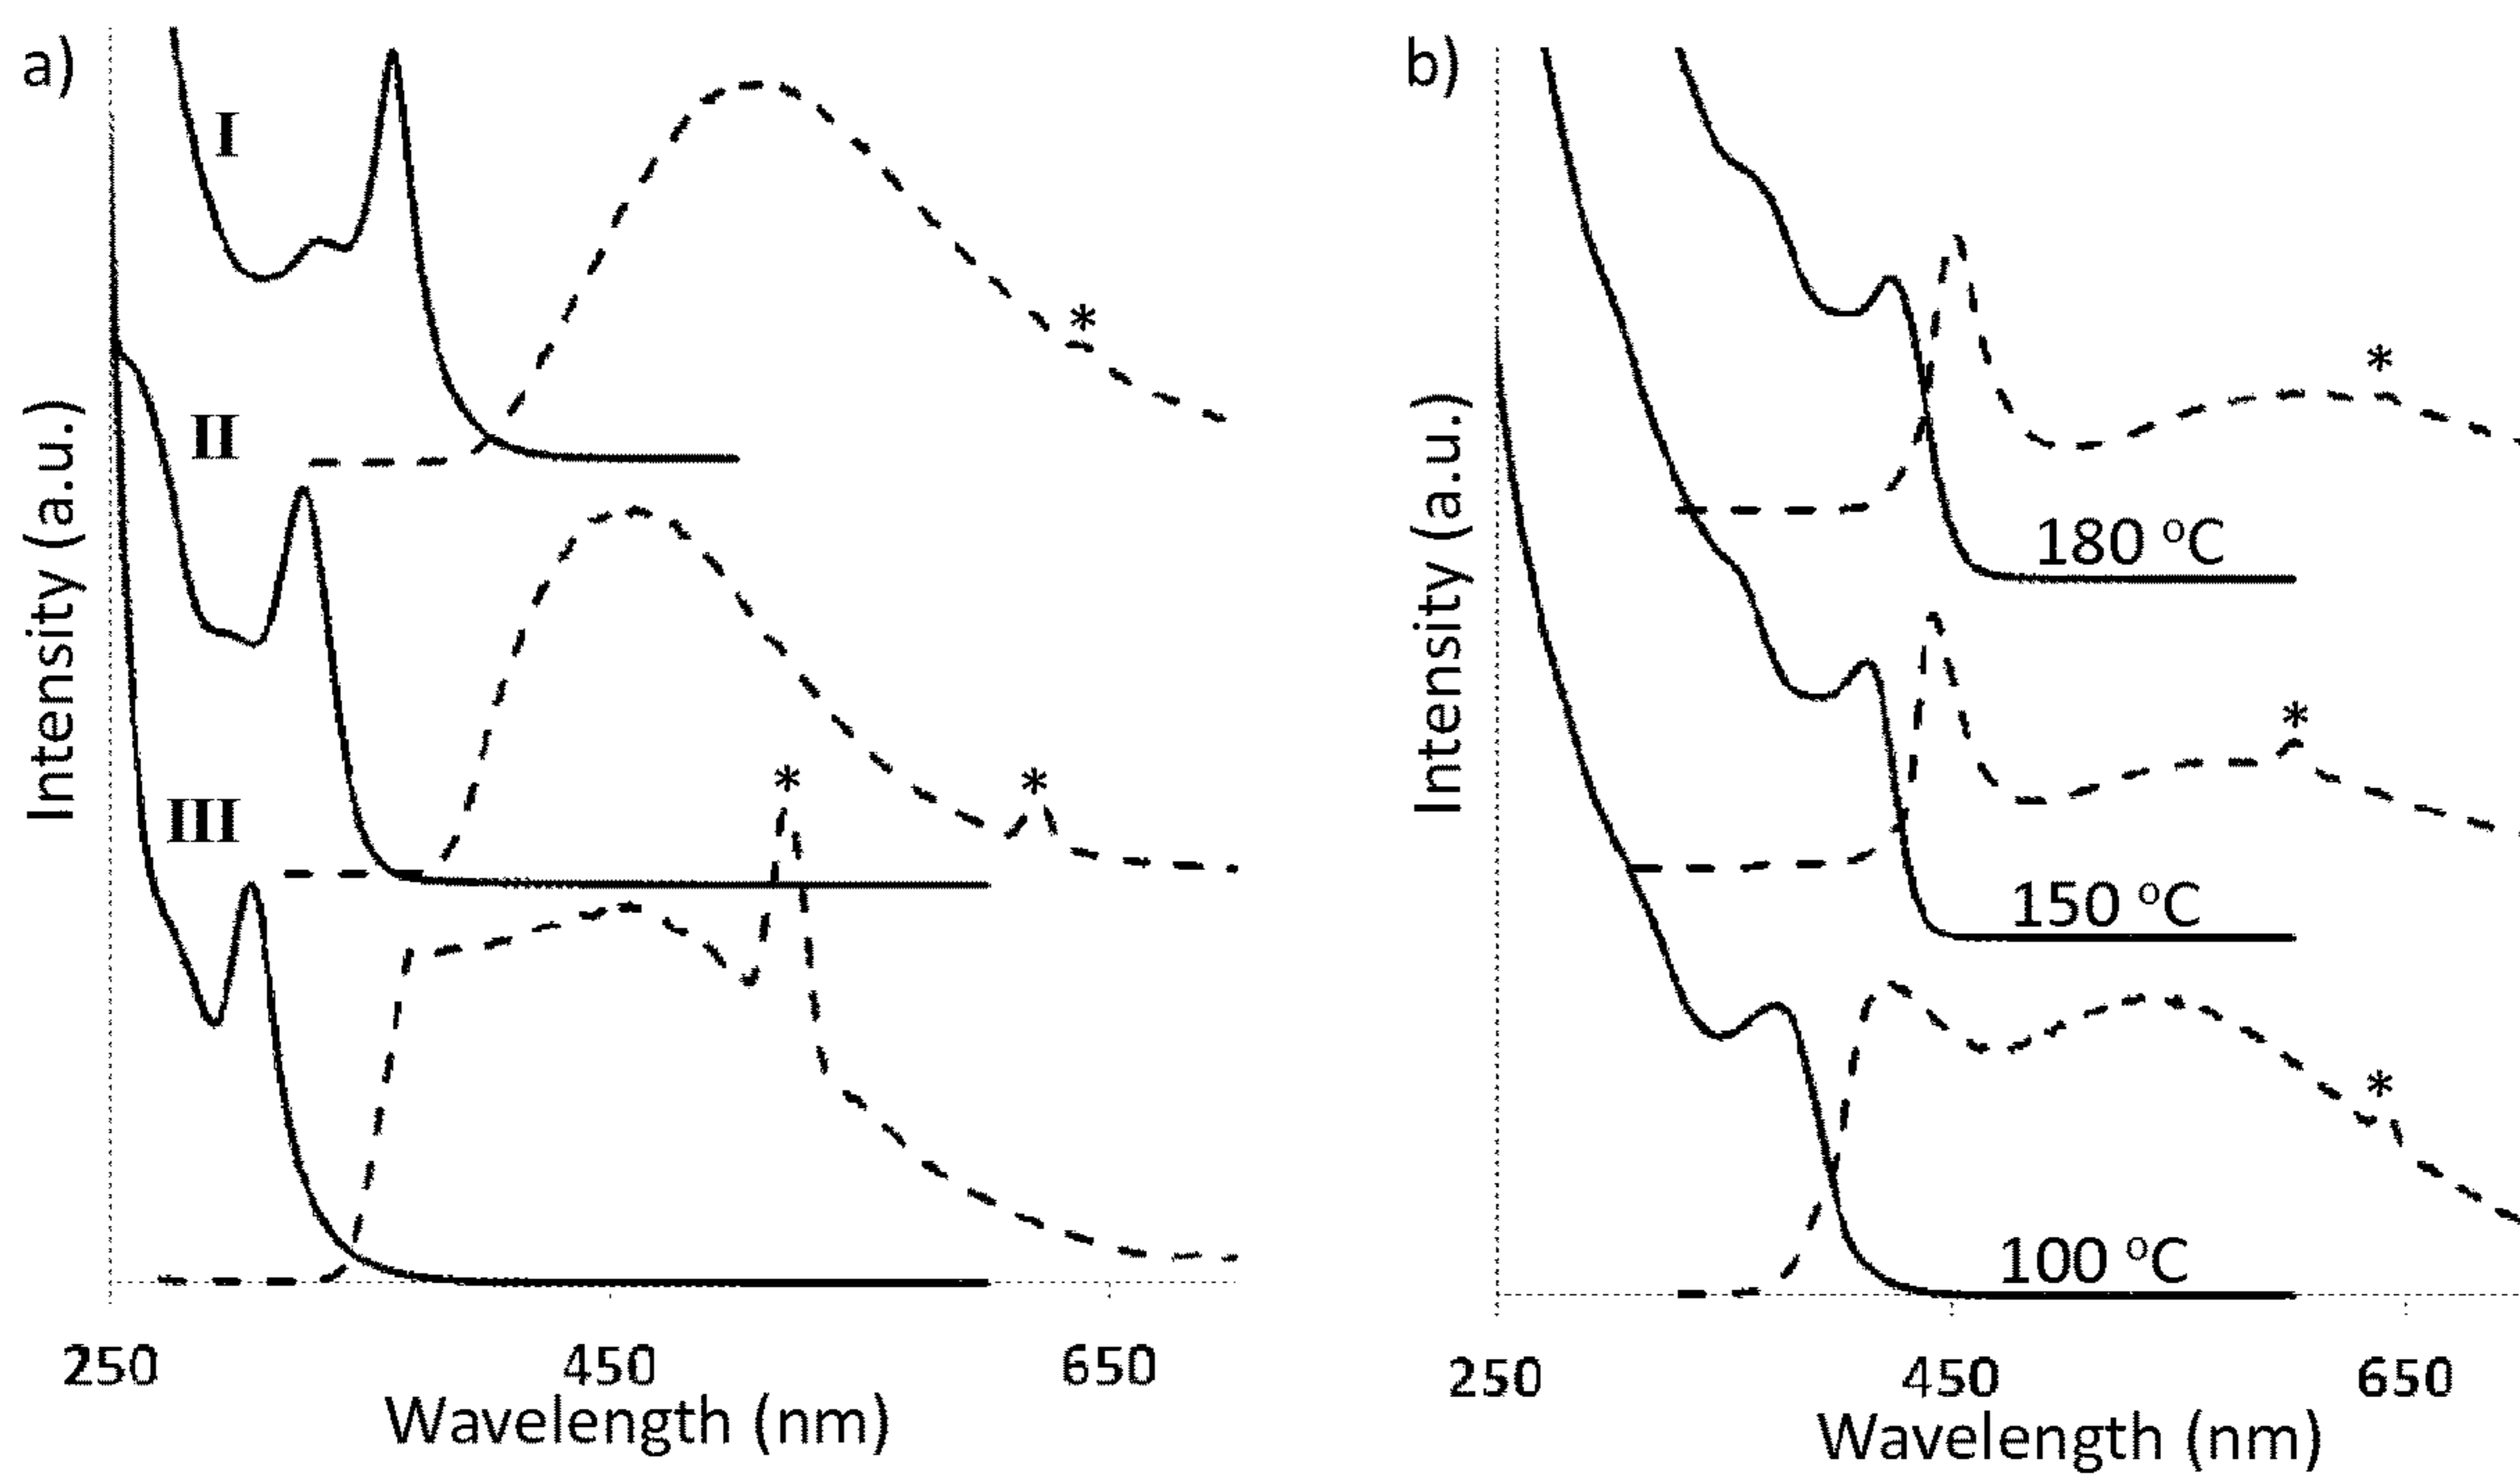 a)
I
*
II
III
*
*
Intensity (a.u.)
250
450
650
Wavelength (nm)
b)
*
180 °C
*
150 °C
*
100 °C
Intensity (a.u.)
250
450
650
Wavelength (nm)